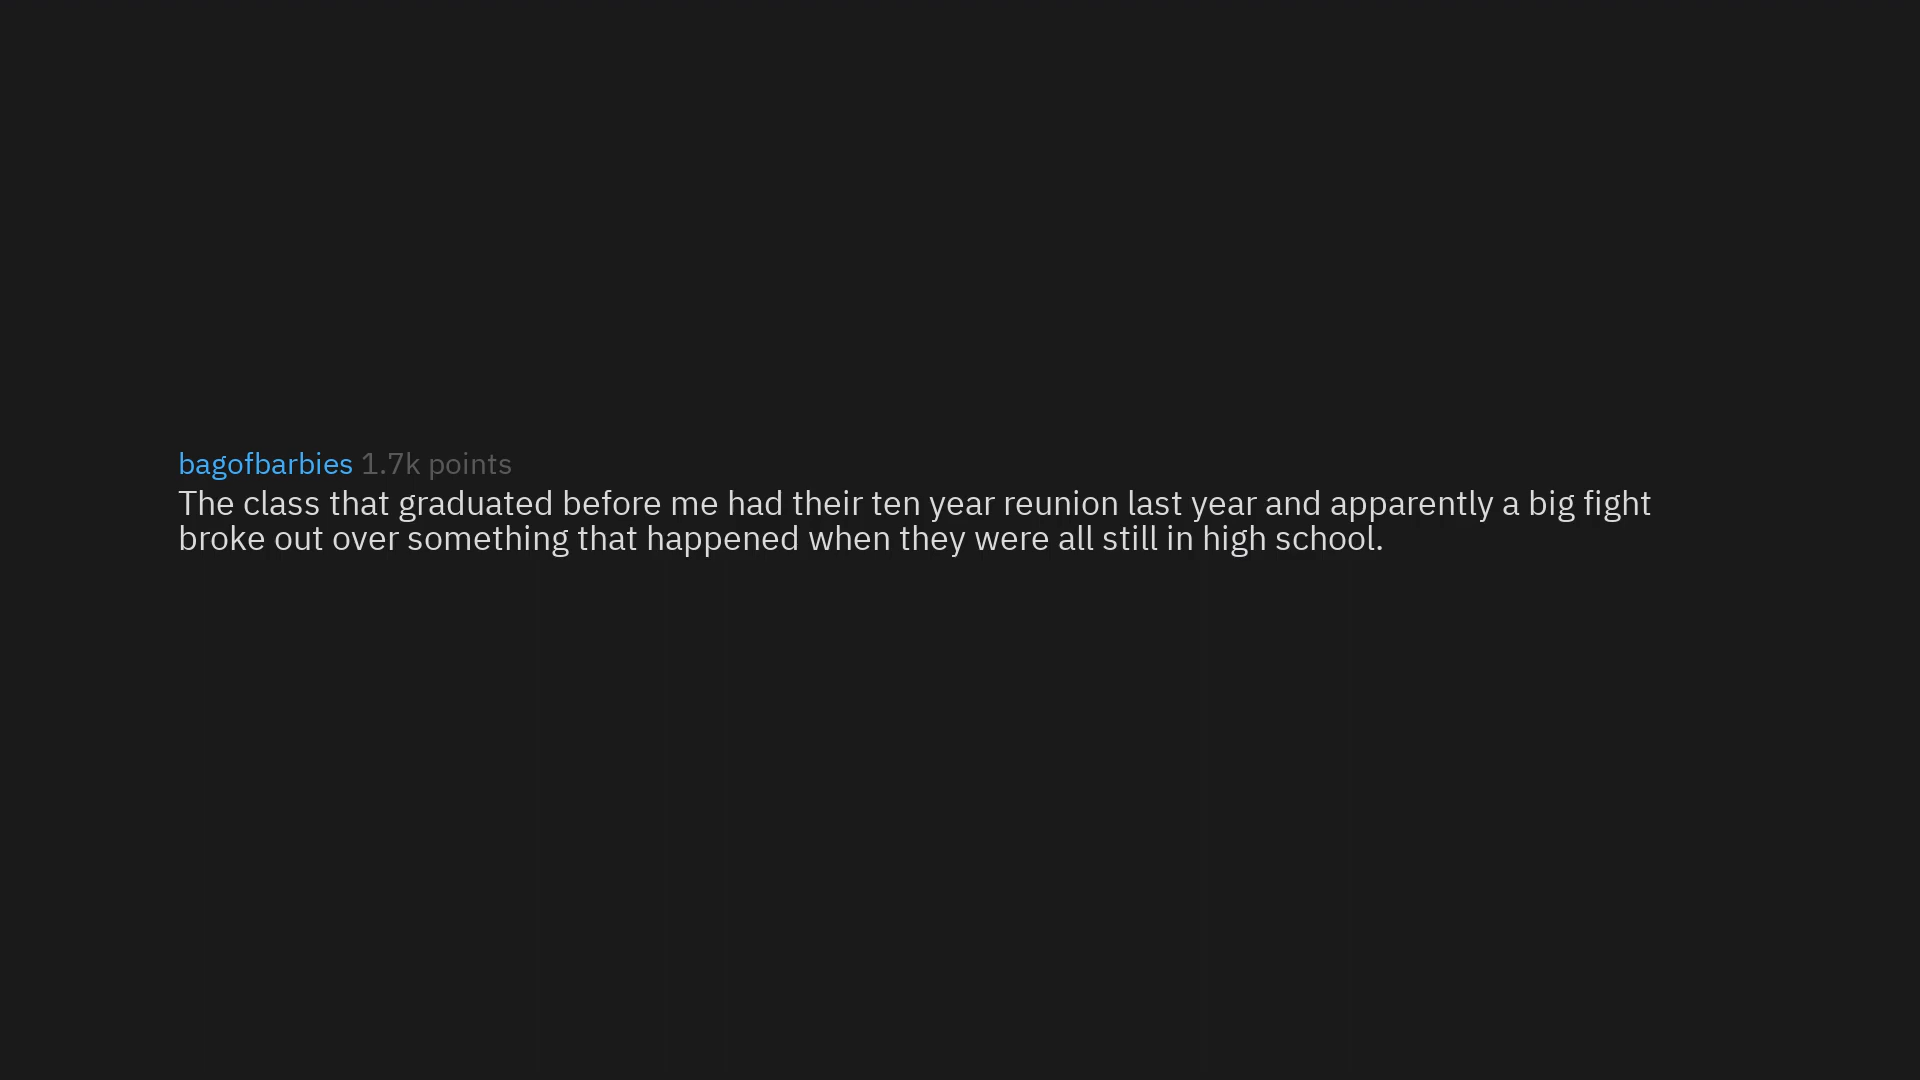 bagofbarbies 1.7k points
The class that graduated before me had their ten year reunion last year and apparently a big fight
broke out over something that happened when they were all still in high school.